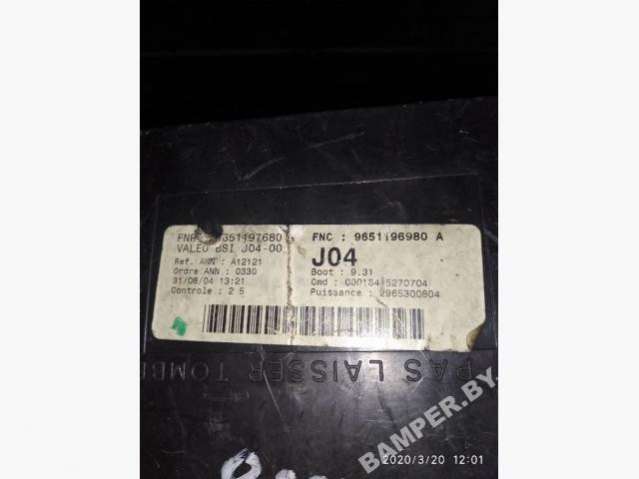 FNR : 9651197680
VALEO BSI J04-00
Ref. ANN : A12121
Ordre ANN : 0330
31/08/04 13:21
Controle : 2 5
FNC : 9651196980 A
J04
Boot : 9.31
Cmd : 5270704
Puissance : 2965300804
PAS LAISSER TOMBE
BAMPER.BY
2020/3/20 12:01